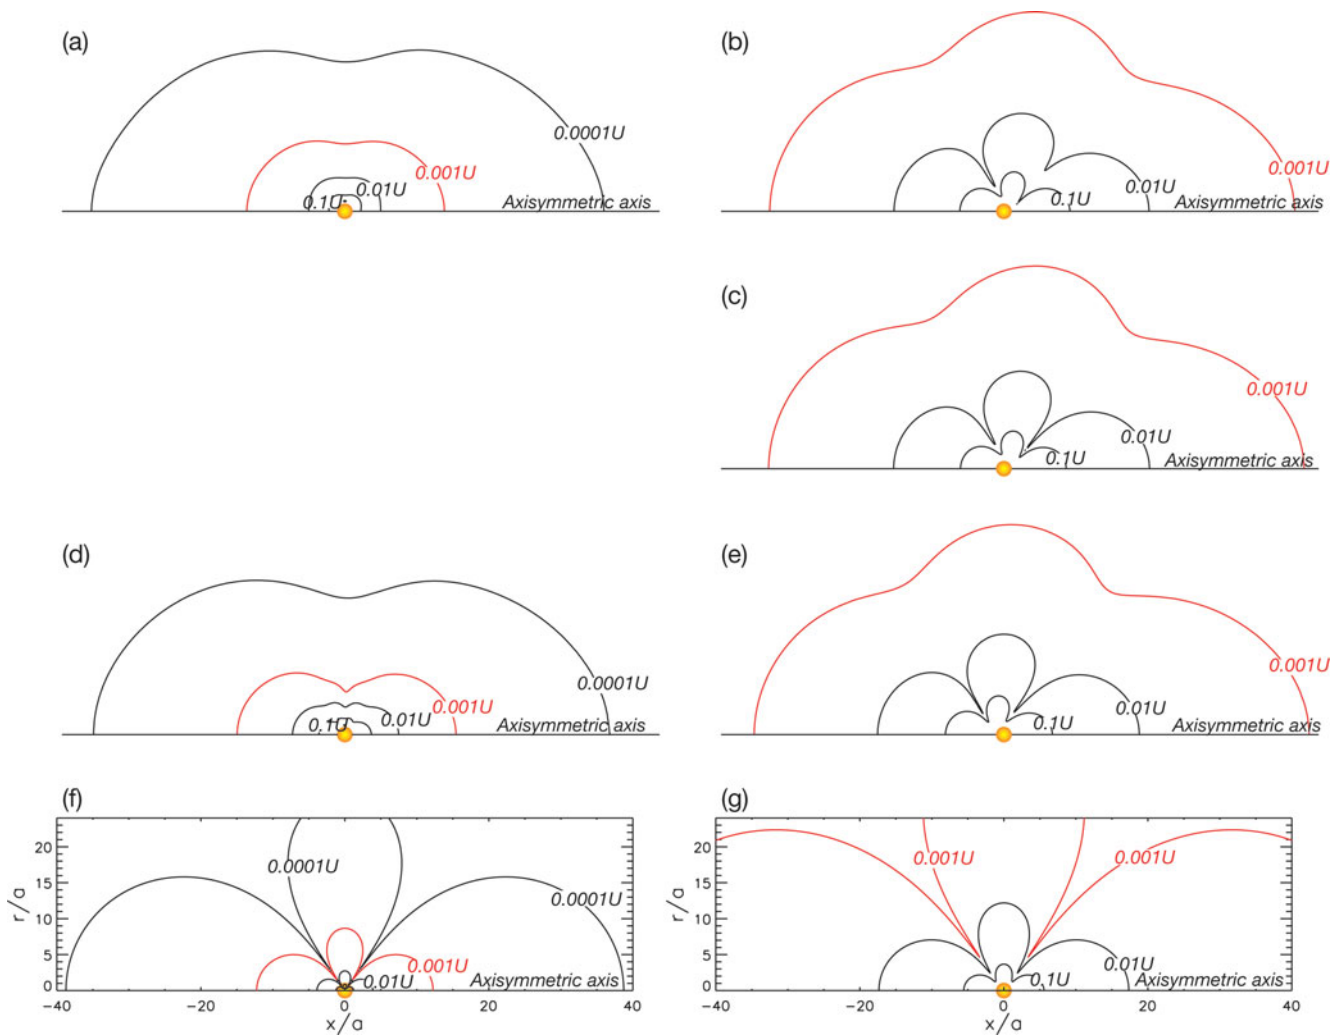 (a)
0.0001U
0.001U
0.01U
0.1U
Axisymmetric axis
(b)
0.001U
0.01U
0.1U
Axisymmetric axis
(c)
0.001U
0.01U
0.1U
Axisymmetric axis
(d)
0.0001U
0.001U
0.01U
0.1U
Axisymmetric axis
(e)
0.001U
0.01U
0.1U
Axisymmetric axis
(f)
20
15
10
5
0
r/a
0.0001U
0.0001U
0.001U
0.01U
Axisymmetric axis
-40 -20 0 20 40
x/a
(g)
20
15
10
5
0
r/a
0.001U
0.001U
0.01U
0.1U
Axisymmetric axis
-40 -20 0 20 40
x/a